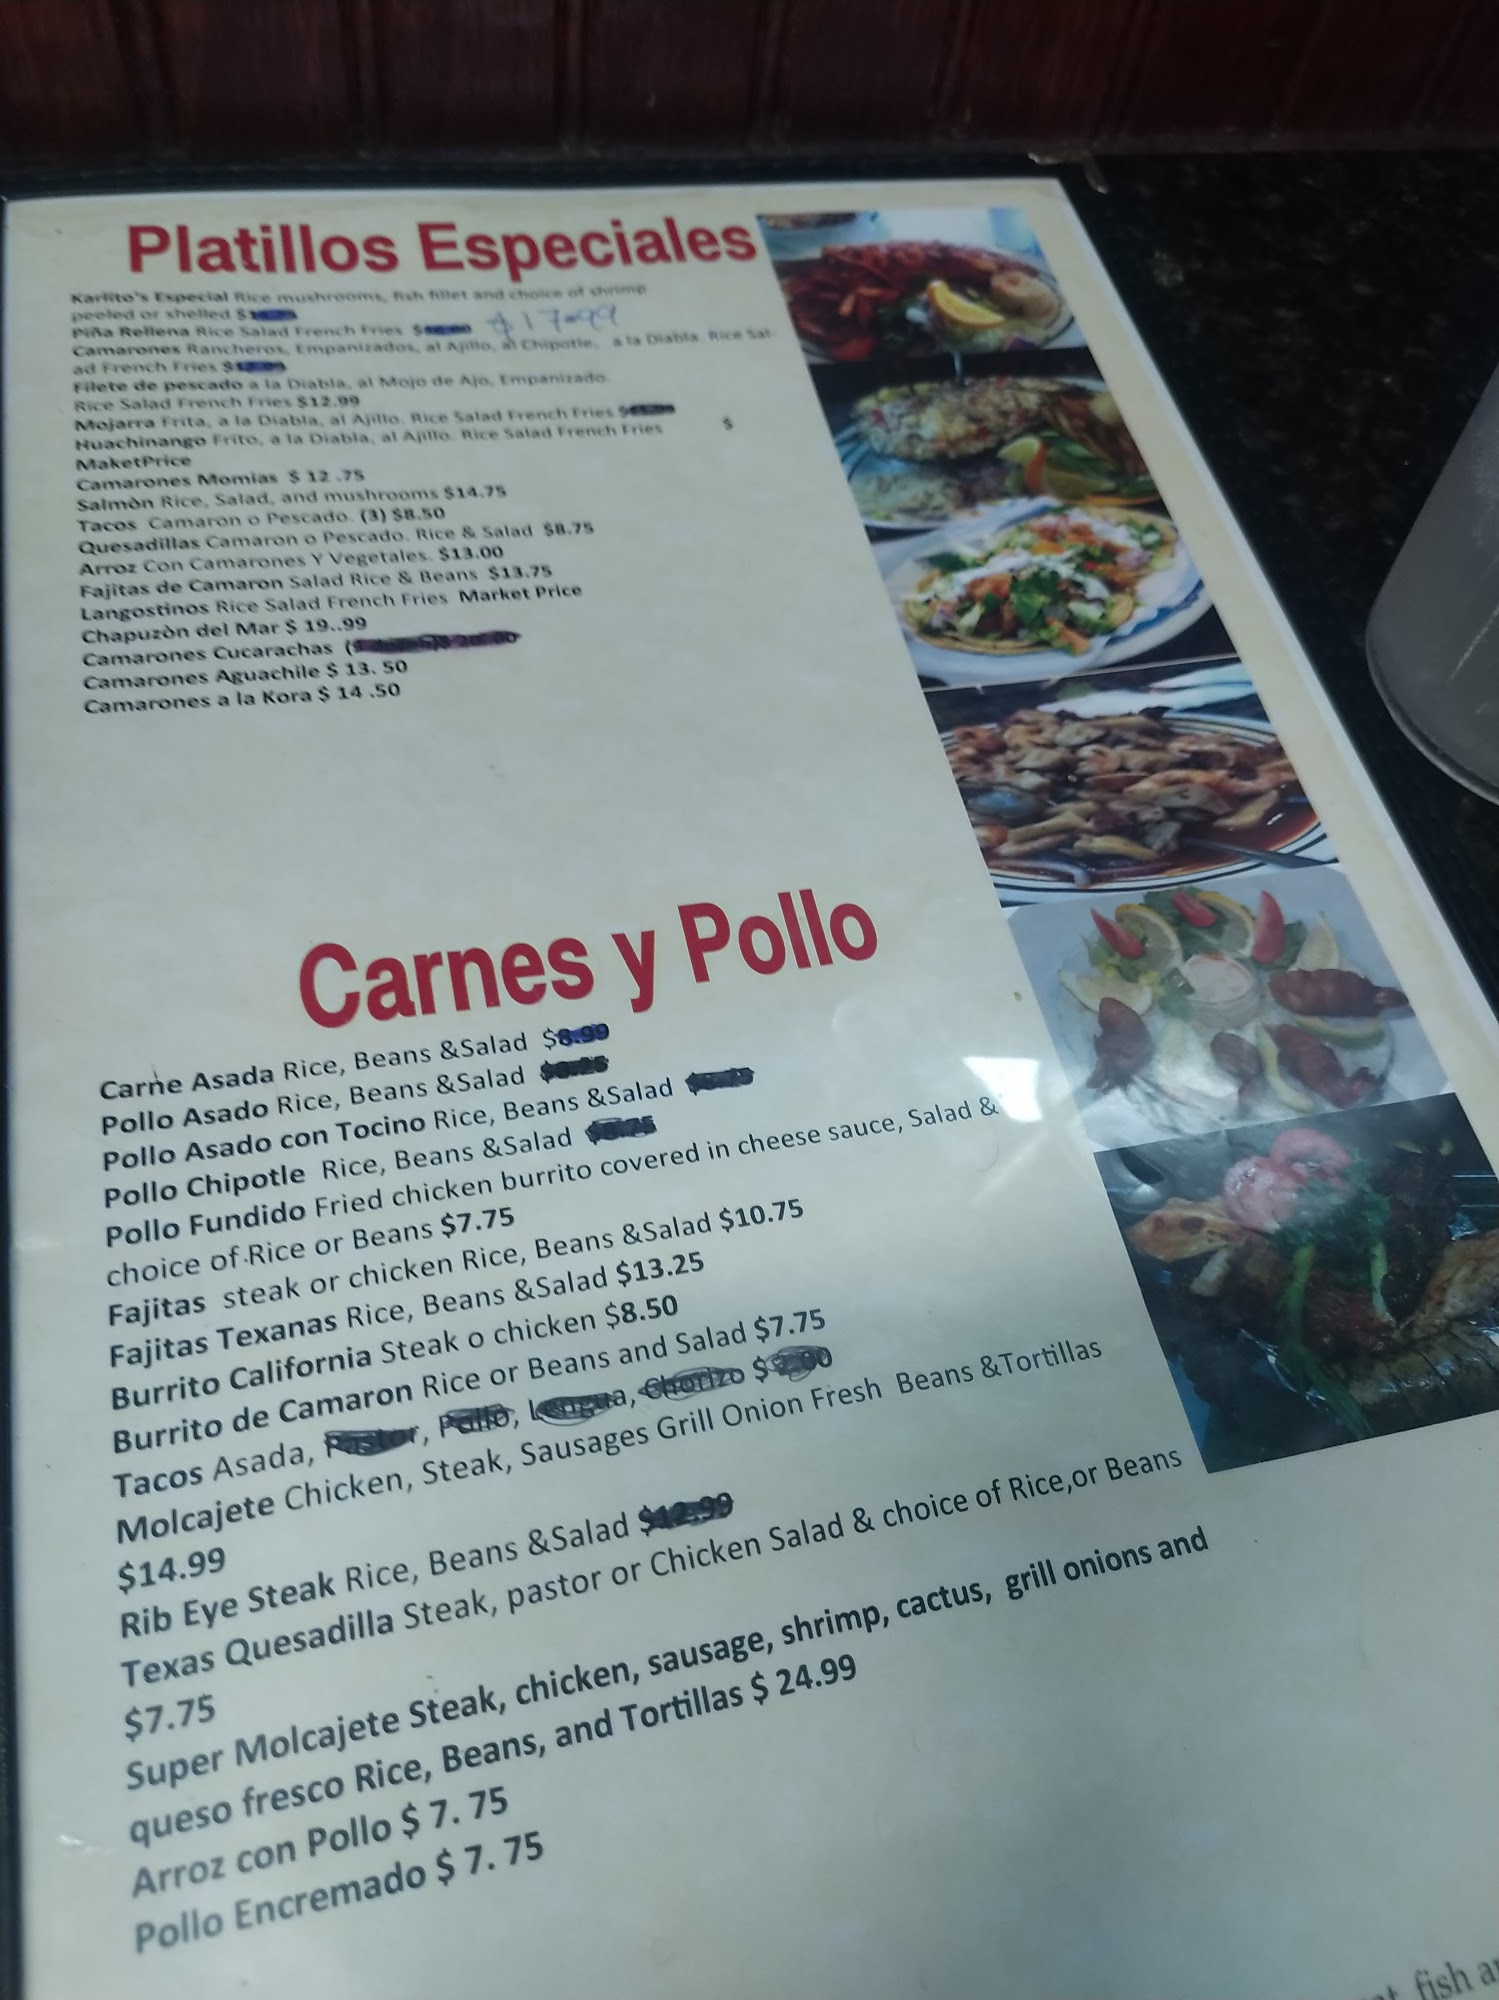 Platillos Especiales
Karlito's Especial Rice mushrooms, fish fillet and choice of shrimp
peeled or shelled $1
Piña Rellena Rice Salad French Fries $ $17.99
Camarones Rancheros, Empanizados, al Ajillo, al Chipotle, a la Diabla. Rice Sal-
ad French Fries $
Filete de pescado a la Diabla, al Mojo de Ajo, Empanizado.
Rice Salad French Fries $12.99
Mojarra Frita, a la Diabla, al Ajillo. Rice Salad French Fries $
Huachinango Frito, a la Diabla, al Ajillo. Rice Salad French Fries $
MaketPrice
Camarones Momias $ 12 .75
Salmòn Rice, Salad, and mushrooms $14.75
Tacos Camaron o Pescado. (3) $8.50
Quesadillas Camaron o Pescado. Rice & Salad $8.75
Arroz Con Camarones Y Vegetales. $13.00
Fajitas de Camaron Salad Rice & Beans $13.75
Langostinos Rice Salad French Fries Market Price
Chapuzòn del Mar $ 19..99
Camarones Cucarachas (
Camarones Aguachile $ 13. 50
Camarones a la Kora $ 14 .50
Carnes y Pollo
Carne Asada Rice, Beans &Salad $8.99
Pollo Asado Rice, Beans &Salad
Pollo Asado con Tocino Rice, Beans &Salad
Pollo Chipotle Rice, Beans &Salad
Pollo Fundido Fried chicken burrito covered in cheese sauce, Salad &
choice of Rice or Beans $7.75
Fajitas steak or chicken Rice, Beans &Salad $10.75
Fajitas Texanas Rice, Beans &Salad $13.25
Burrito California Steak o chicken $8.50
Burrito de Camaron Rice or Beans and Salad $7.75
Tacos Asada, Pastor, Pollo, Lengua, Chorizo $
Molcajete Chicken, Steak, Sausages Grill Onion Fresh Beans &Tortillas
$14.99
Rib Eye Steak Rice, Beans &Salad $12.99
Texas Quesadilla Steak, pastor or Chicken Salad & choice of Rice,or Beans
$7.75
Super Molcajete Steak, chicken, sausage, shrimp, cactus, grill onions and
queso fresco Rice, Beans, and Tortillas $ 24.99
Arroz con Pollo $ 7. 75
Pollo Encremado $ 7. 75
fish